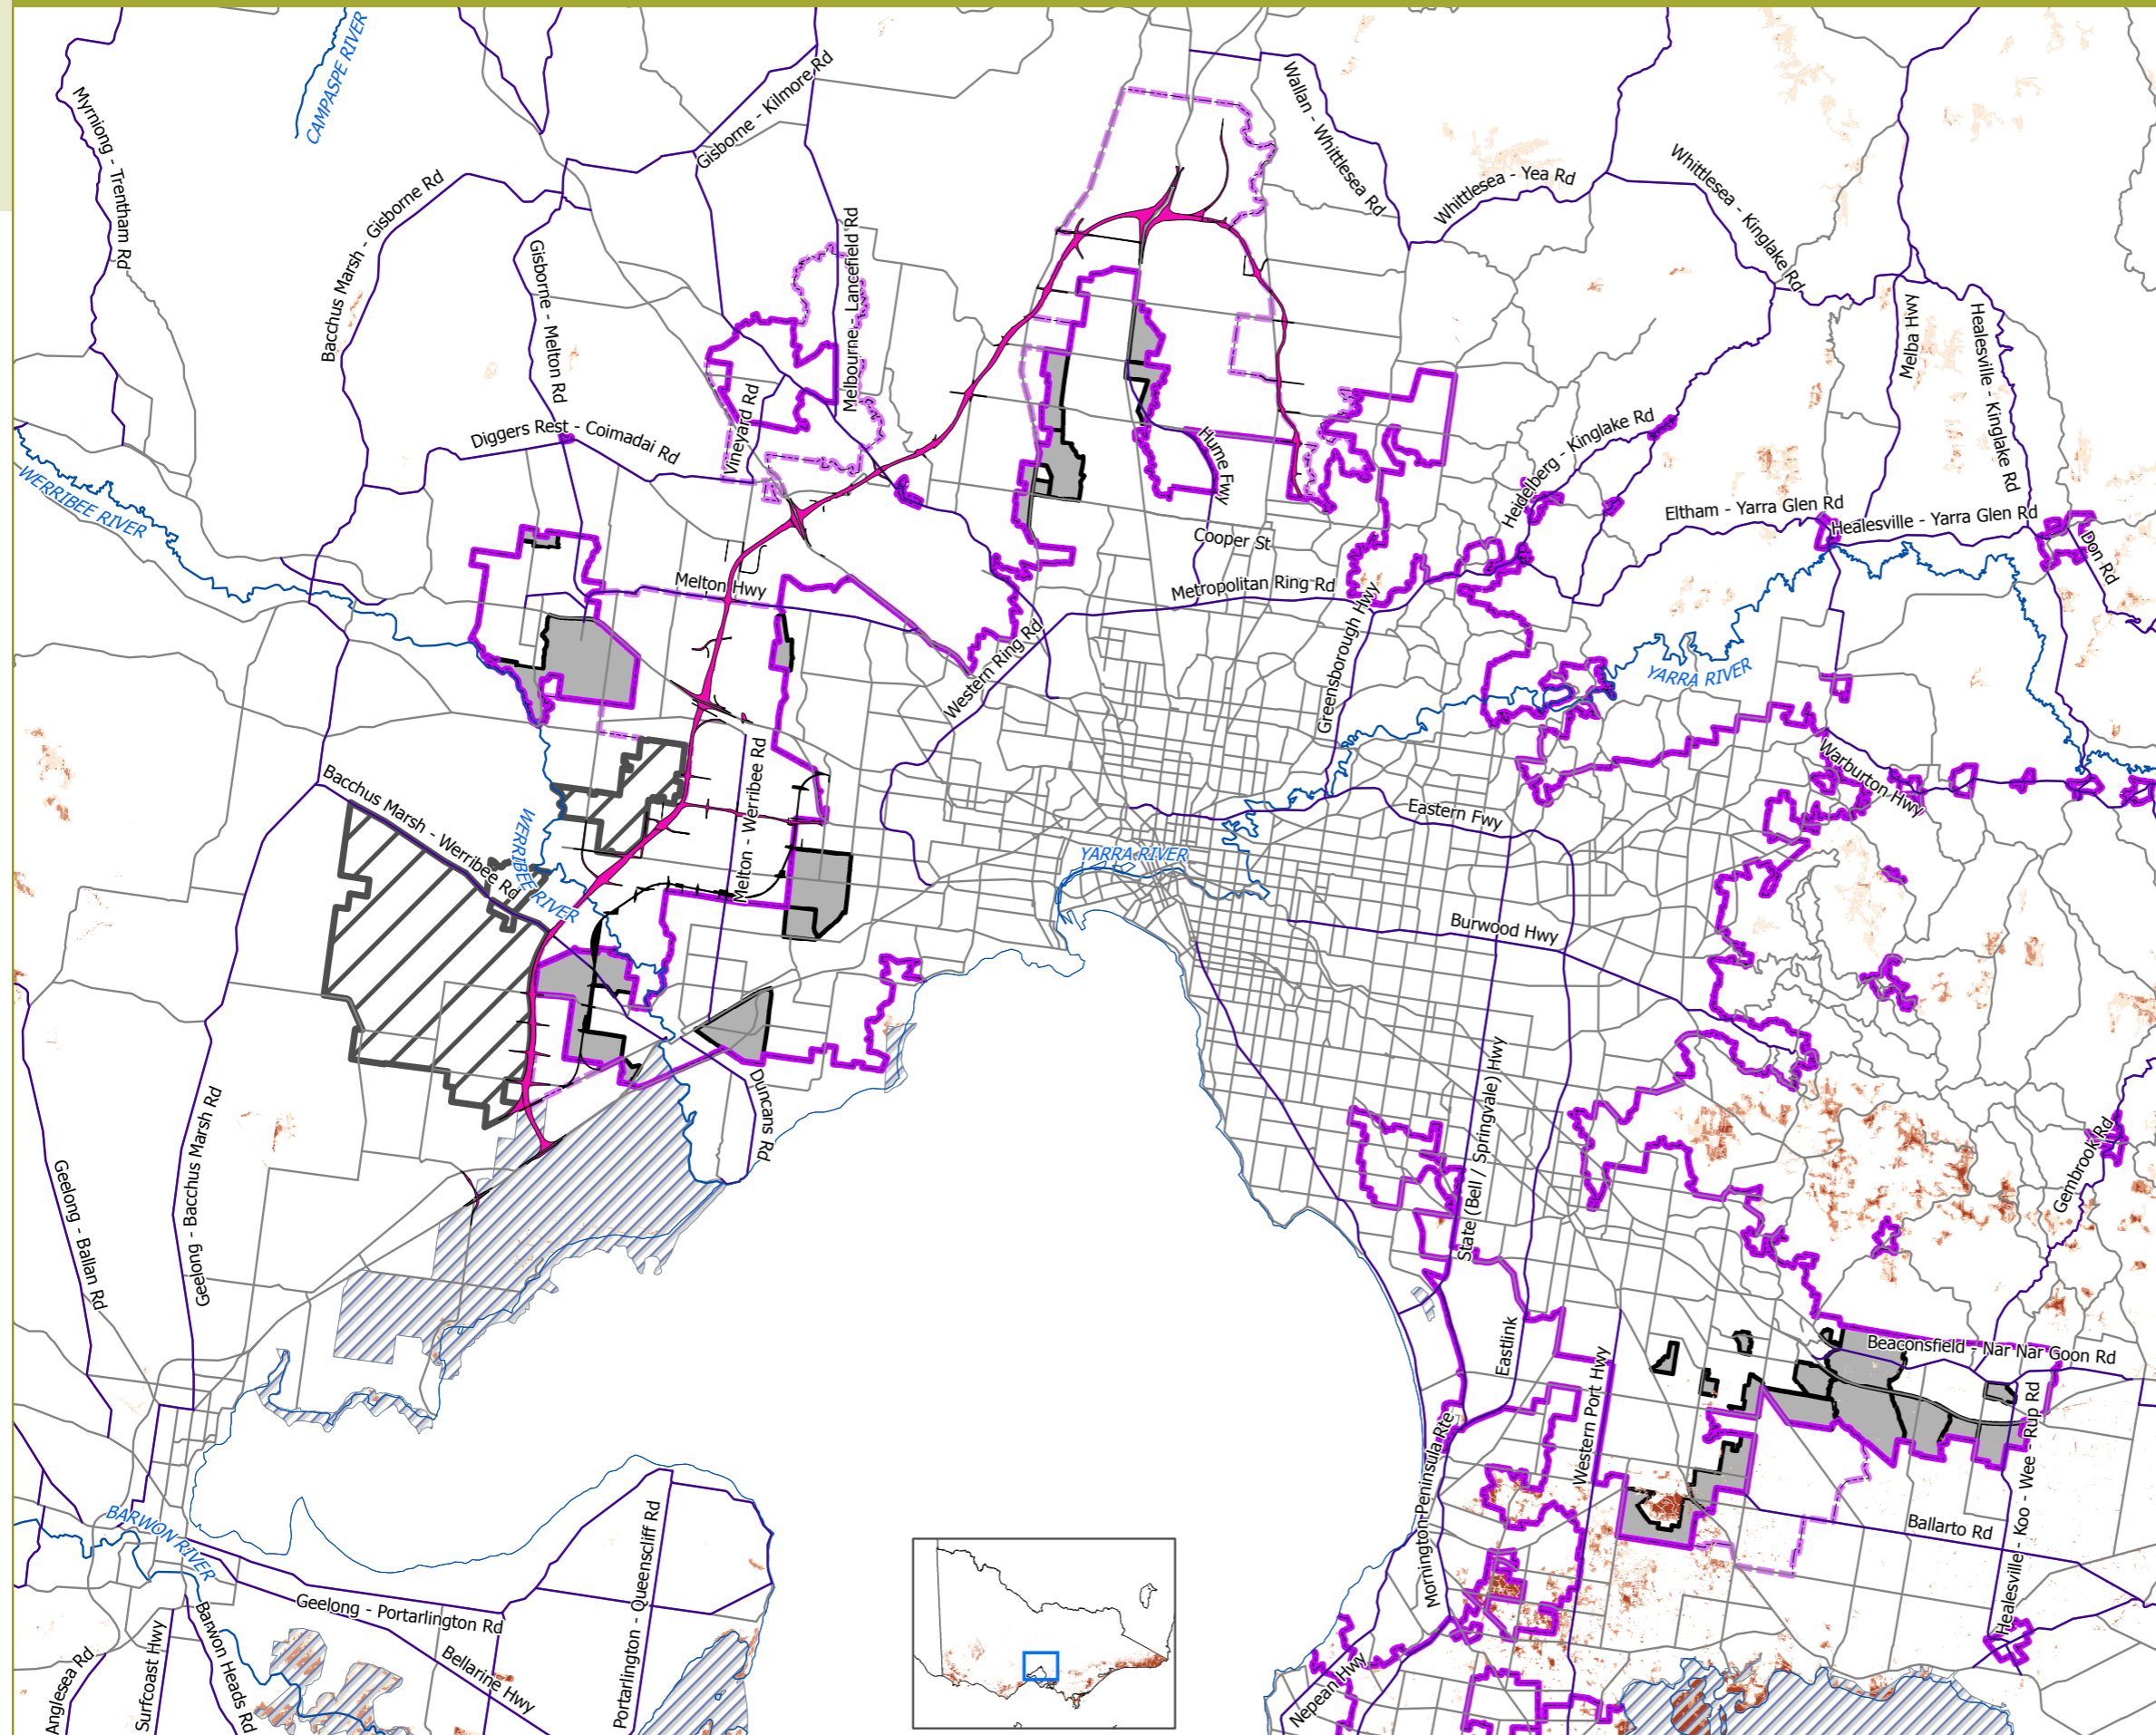 CAMPASPE RIVER
Myrniong - Trentham Rd
Gisborne - Kilmore Rd
Wallan - Whittlesea Rd
Whittlesea - Yea Rd
Whittlesea - Kinglake Rd
Bacchus Marsh - Gisborne Rd
Gisborne - Melton Rd
Melbourne - Lancefield Rd
Melba Hwy
Healesville - Kinglake Rd
Diggers Rest - Coimadai Rd
Vineyard Rd
Hume Fwy
Heidelberg - Kinglake Rd
WERRIBEE RIVER
Cooper St
Eltham - Yarra Glen Rd
Healesville - Yarra Glen Rd
Don Rd
Melton Hwy
Metropolitan Ring Rd
Western Ring Rd
Greensborough Hwy
YARRA RIVER
Bacchus Marsh - Werribee Rd
WERRIBEE RIVER
Melton - Werribee Rd
Eastern Fwy
Warburton Hwy
YARRA RIVER
Burwood Hwy
Duncans Rd
State (Bell / Springvale) Hwy
Gembrook Rd
Geelong - Ballan Rd
Geelong - Bacchus Marsh Rd
Eastlink
Western Port Hwy
Beaconsfield - Nar Nar Goon Rd
Mornington Peninsula Rte
Healesville - Koo - Wee - Rup Rd
Ballarto Rd
BARWON RIVER
Geelong - Portarlington Rd
Portarlington - Queenscliff Rd
Bellarine Hwy
Barwon Heads Rd
Surfcoast Hwy
Anglesea Rd
Nepean Hwy